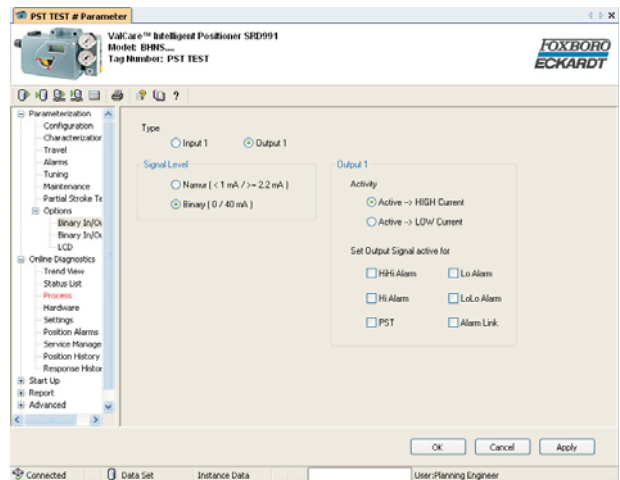 PST TEST # Parameter
ValCare™ Intelligent Positioner SRD991
Model: BHNS....
Tag Number: PST TEST
FOXBORO
ECKARDT
Parameterization
Configuration
Characterization
Travel
Alarms
Tuning
Maintenance
Partial Stroke Te
Options
Binary In/Ou
Binary In/Ou
LCD
Online Diagnostics
Trend View
Status List
Process
Hardware
Settings
Position Alarms
Service Manage
Position History
Response Histor
Start Up
Report
Advanced
Type
Input 1
Output 1
Signal Level
Namur ( < 1 mA / >= 2.2 mA )
Binary ( 0 / 40 mA )
Output 1
Activity
Active --> HIGH Current
Active --> LOW Current
Set Output Signal active for
HiHi Alarm
Lo Alarm
Hi Alarm
LoLo Alarm
PST
Alarm Link
OK
Cancel
Apply
Connected
Data Set
Instance Data
User:Planning Engineer